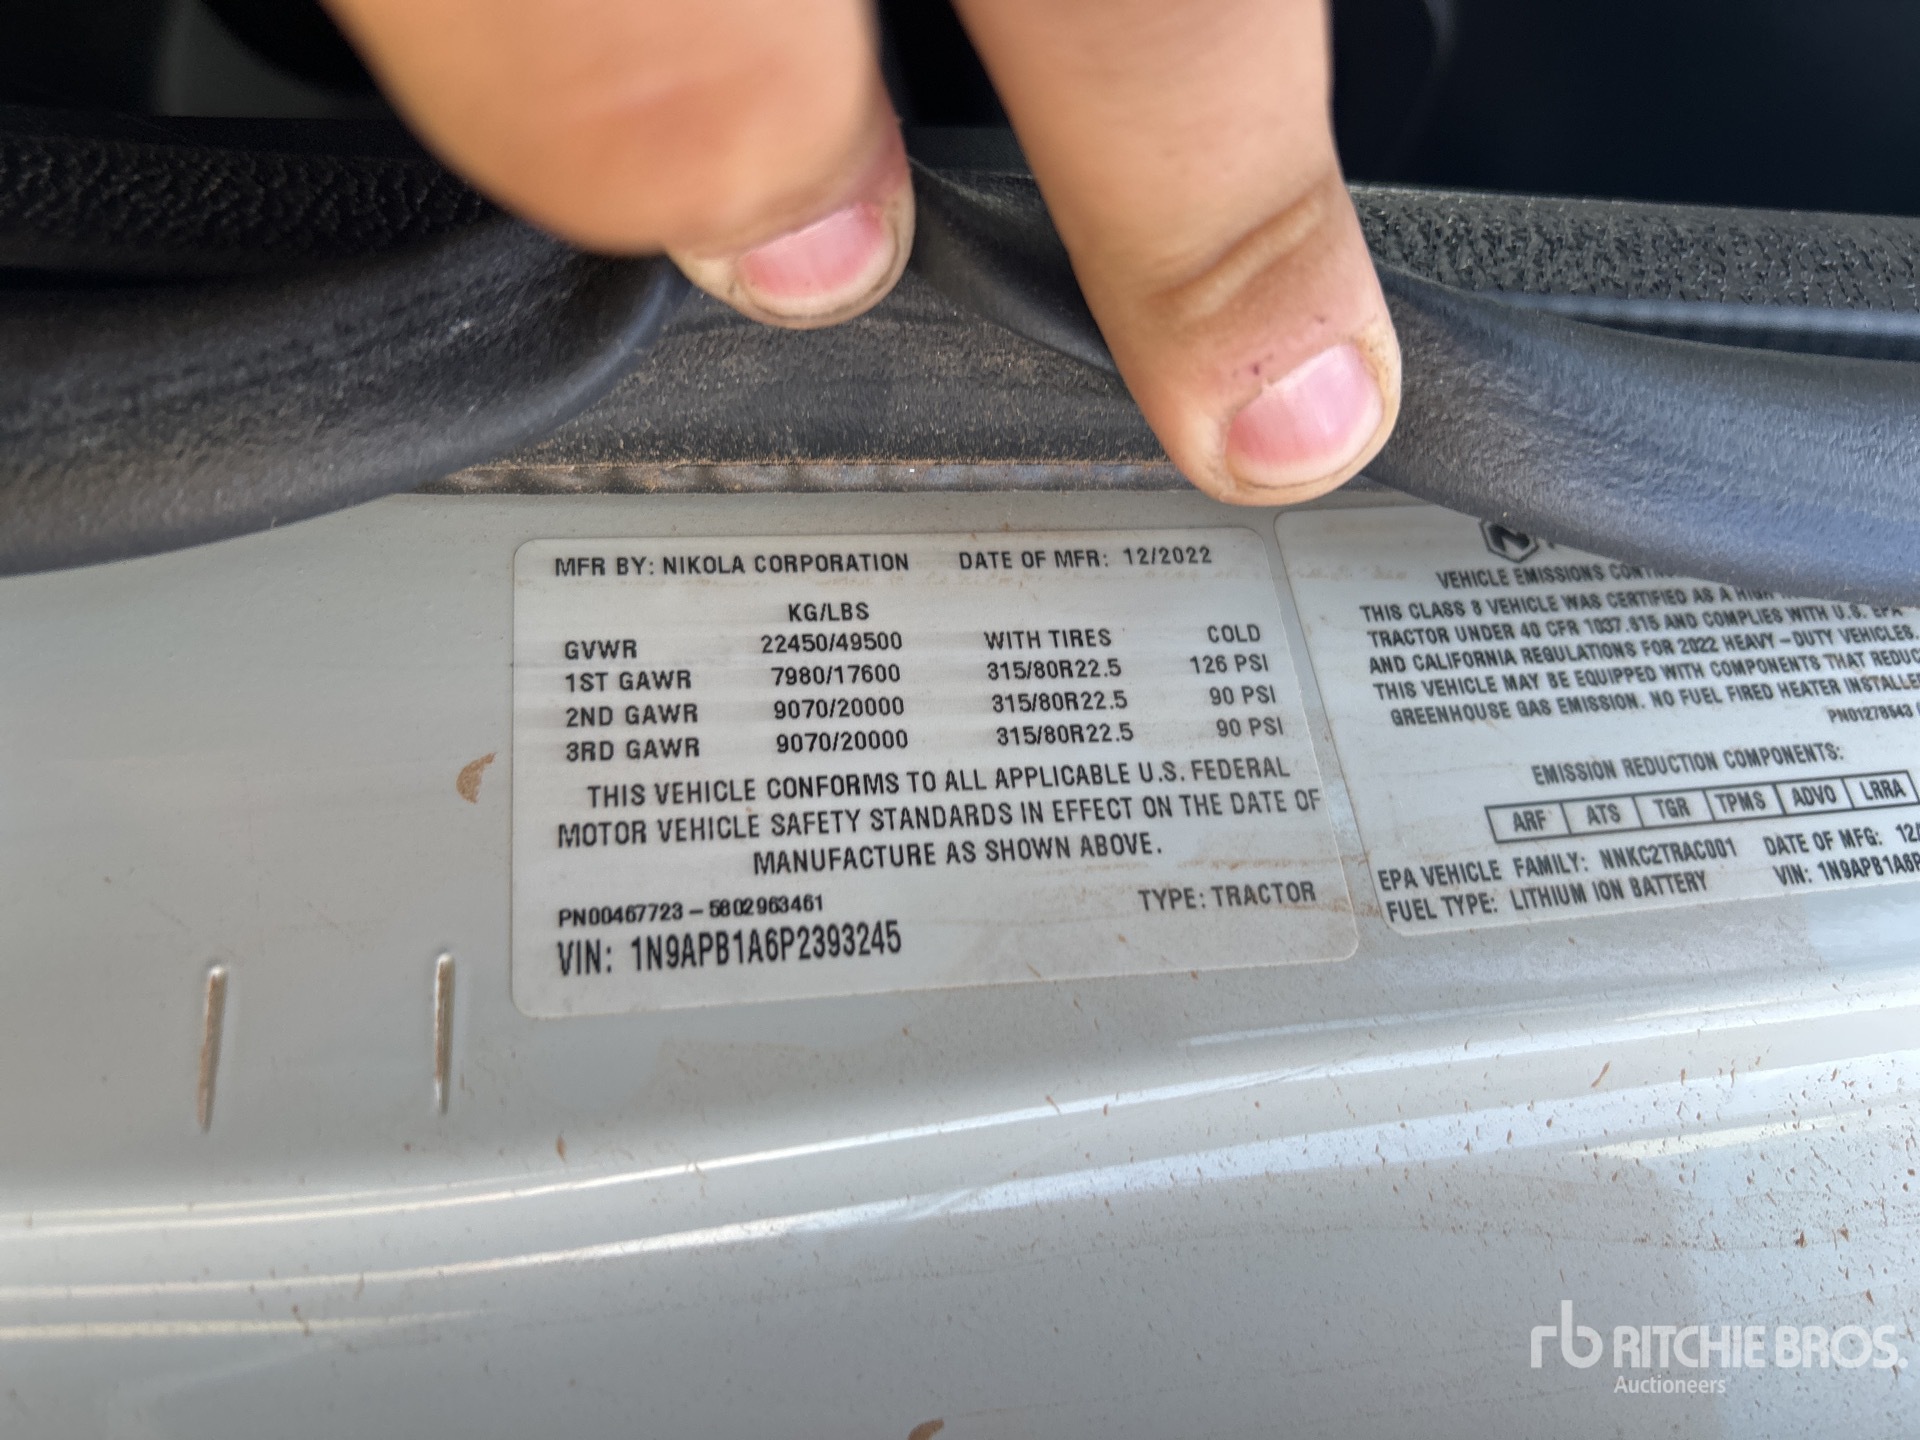 MFR BY: NIKOLA CORPORATION DATE OF MFR: 12/2022
KG/LBS
GVWR 22450/49500 WITH TIRES COLD
1ST GAWR 7980/17600 315/80R22.5 126 PSI
2ND GAWR 9070/20000 315/80R22.5 90 PSI
3RD GAWR 9070/20000 315/80R22.5 90 PSI
THIS VEHICLE CONFORMS TO ALL APPLICABLE U.S. FEDERAL
MOTOR VEHICLE SAFETY STANDARDS IN EFFECT ON THE DATE OF
MANUFACTURE AS SHOWN ABOVE.
PN00467723-5802963461 TYPE: TRACTOR
VIN: 1N9APB1A6P2393245
VEHICLE EMISSIONS
THIS CLASS 8 VEHICLE WAS CERTIFIED AS A
TRACTOR UNDER 40 CFR 1037.615 AND COMPLIES WITH U.S. EPA
AND CALIFORNIA REGULATIONS FOR 2022 HEAVY-DUTY VEHICLES.
THIS VEHICLE MAY BE EQUIPPED WITH COMPONENTS THAT REDUC
GREENHOUSE GAS EMISSION. NO FUEL FIRED HEATER INSTALLE
PN01278543
EMISSION REDUCTION COMPONENTS:
ARF ATS TGR TPMS ADVO LRRA
EPA VEHICLE FAMILY: NNKC2TRAC001 DATE OF MFG: 12/
FUEL TYPE: LITHIUM ION BATTERY VIN: 1N9APB1A6P
rb RITCHIE BROS.
Auctioneers